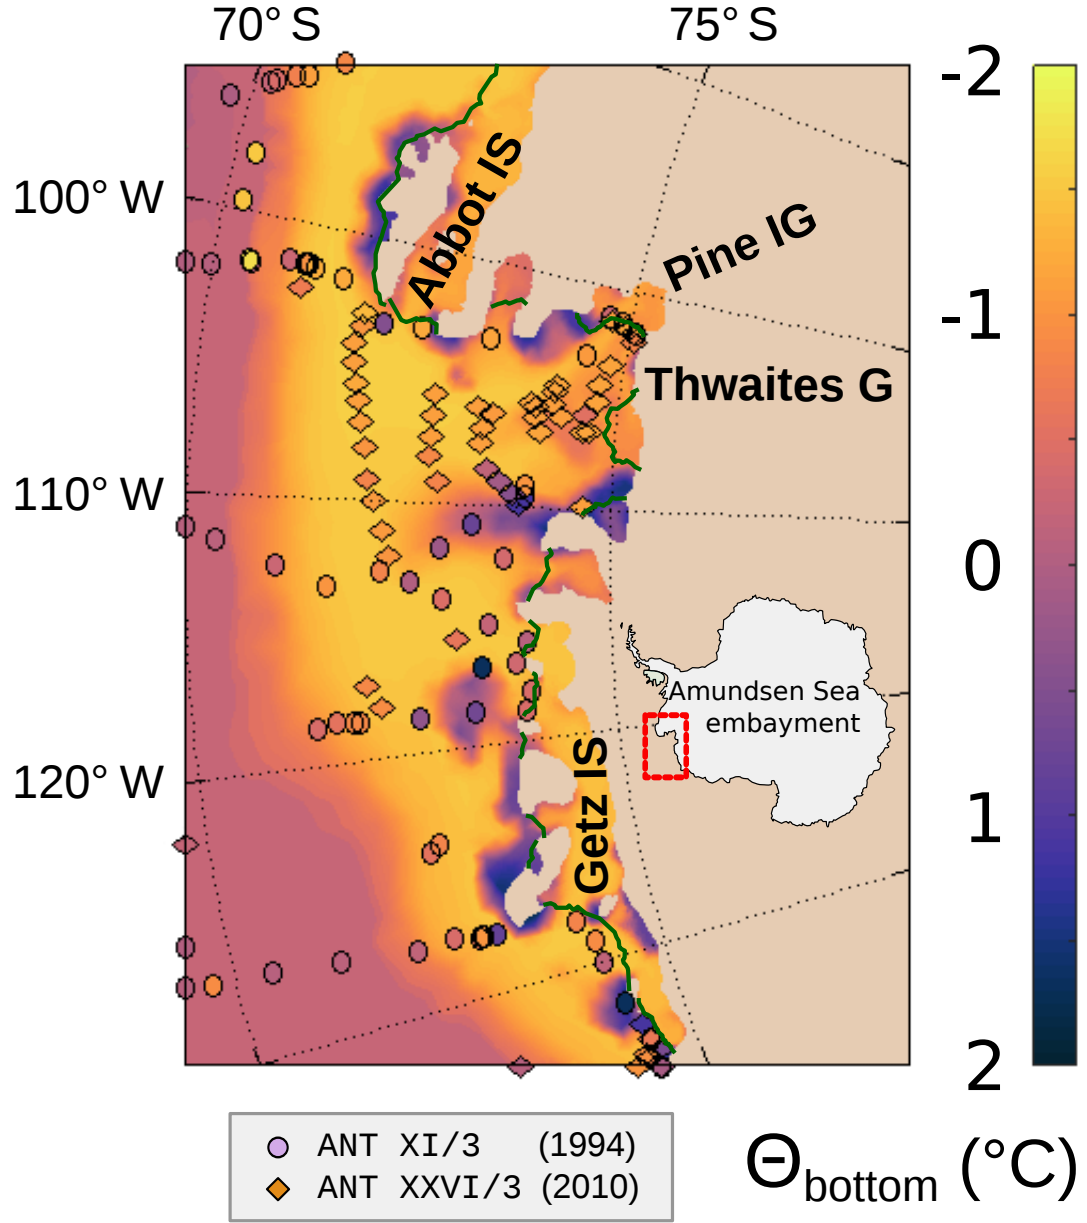 70° S
75° S
-2
100° W
Abbot IS
Pine IG
-1
Thwaites G
110° W
0
Amundsen Sea
embayment
120° W
Getz IS
1
2
ANT XI/3 (1994)
ANT XXVI/3 (2010)
Θbottom (°C)